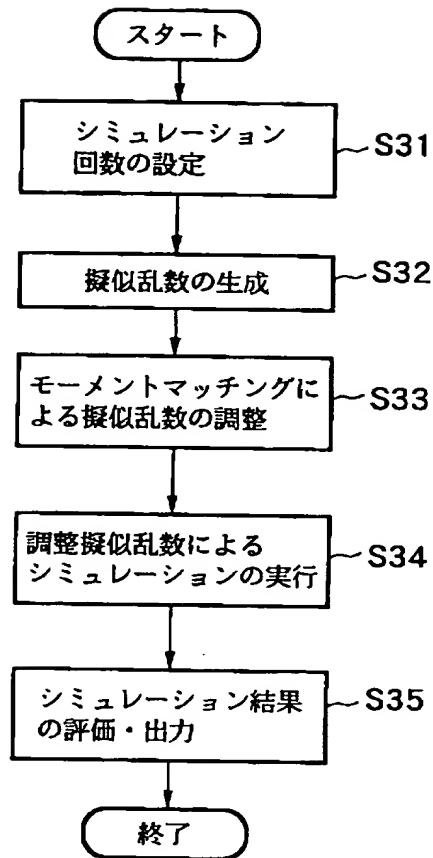 スタート
シミュレーション
回数の設定
S31
擬似乱数の生成
S32
モーメントマッチングに
よる擬似乱数の調整
S33
調整擬似乱数による
シミュレーションの実行
S34
シミュレーション結果
の評価・出力
S35
終了